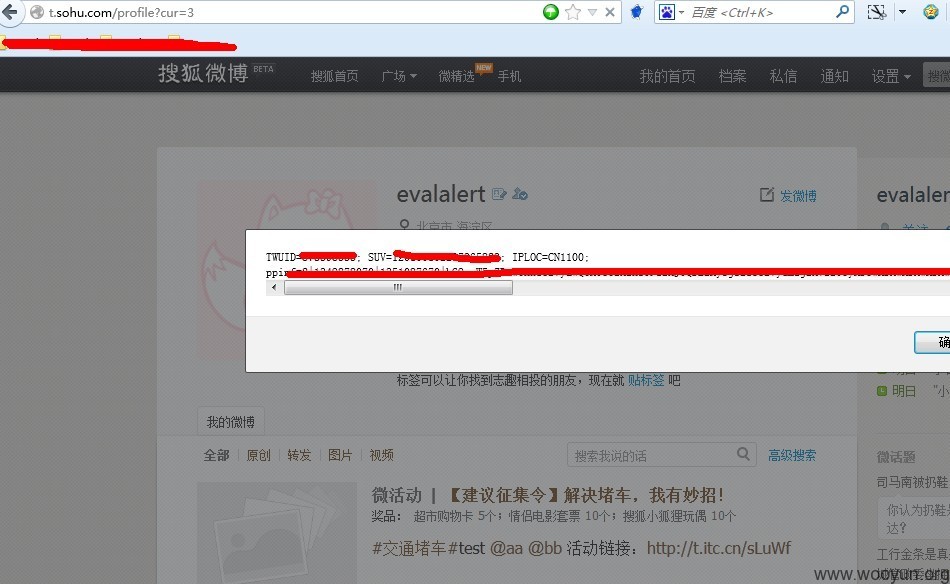 t.sohu.com/profile?cur=3
百度 <Ctrl+K>
搜狐微博 BETA 搜狐首页 广场 微精选 NEW 手机 我的首页 档案 私信 通知 设置 搜微
evalalert
发微博
evalaler
北京市 海淀区
关注
TWUID= SUV= IPLOC=CN1100;
确
标签可以让你找到志趣相投的朋友，现在就 贴标签 吧
明日 “小
我的微博
全部 原创 转发 图片 视频 搜索我说的话 高级搜索
微话题
司马南被扔鞋
微活动 | 【建议征集令】解决堵车，我有妙招！
奖品： 超市购物卡 5个；情侣电影套票 10个；搜狐小狐狸玩偶 10个
你认为扔鞋
达？
#交通堵车#test @aa @bb 活动链接：http://t.itc.cn/sLuWf
工行金条是真
www.wooyun.org